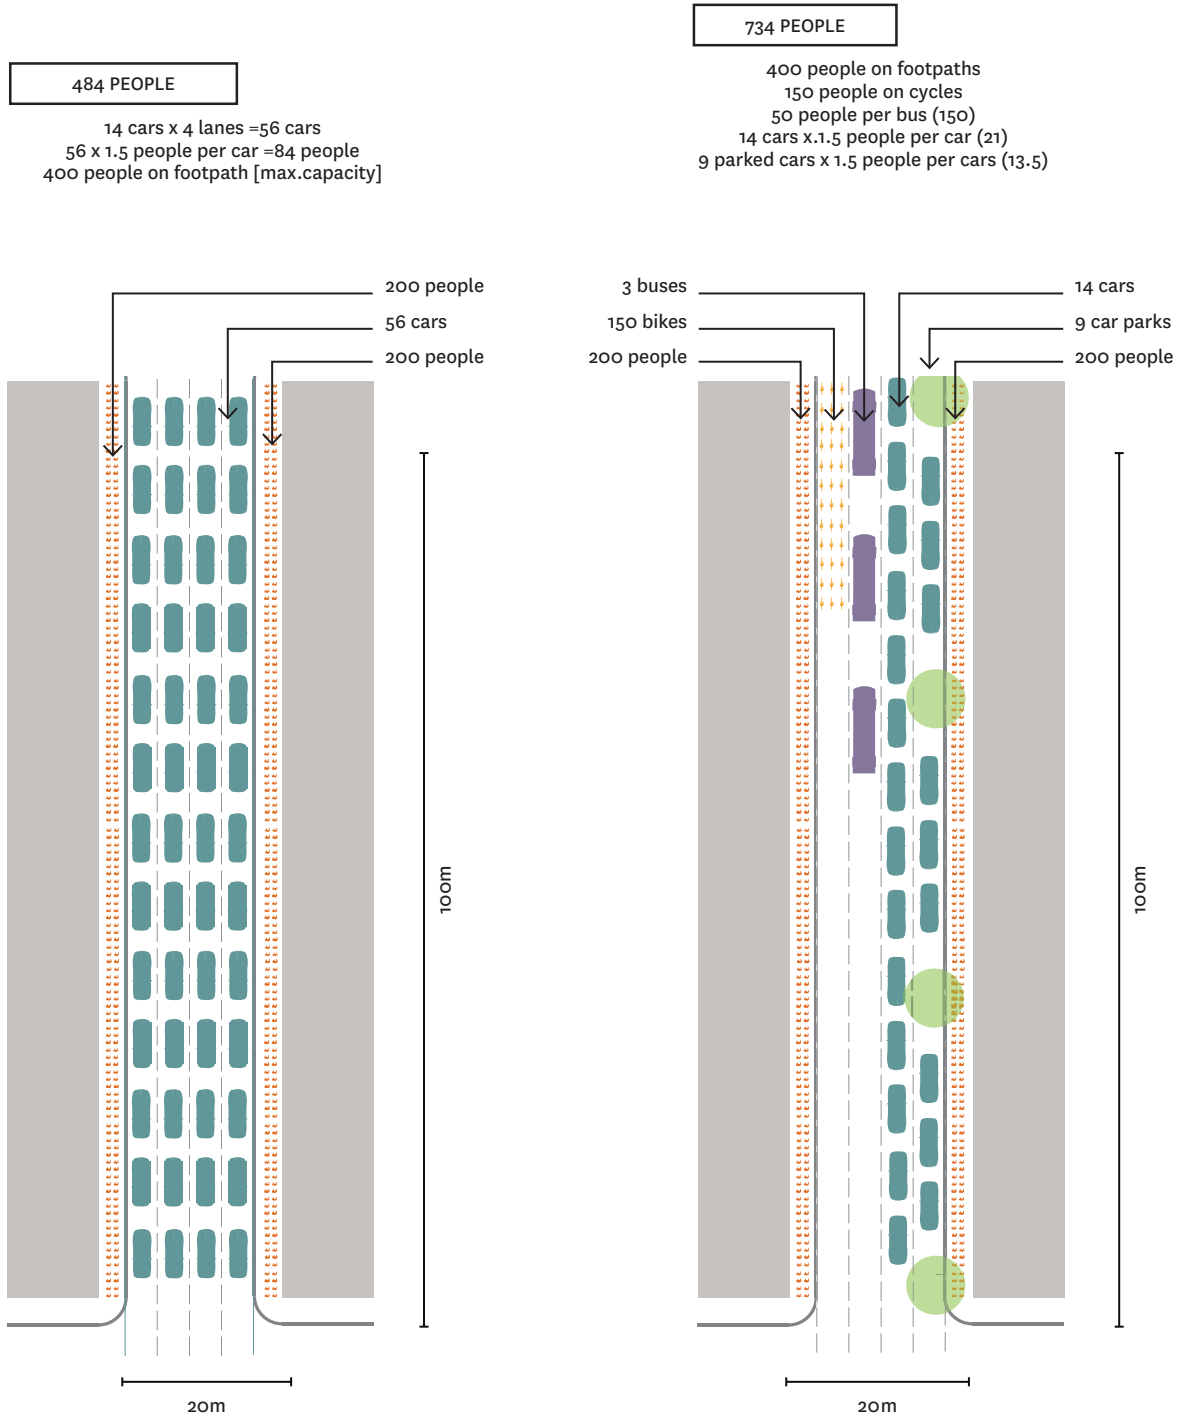 484 PEOPLE
14 cars x 4 lanes =56 cars
56 x 1.5 people per car =84 people
400 people on footpath [max.capacity]
200 people
56 cars
200 people
100m
20m
734 PEOPLE
400 people on footpaths
150 people on cycles
50 people per bus (150)
14 cars x.1.5 people per car (21)
9 parked cars x 1.5 people per cars (13.5)
3 buses
150 bikes
200 people
14 cars
9 car parks
200 people
100m
20m